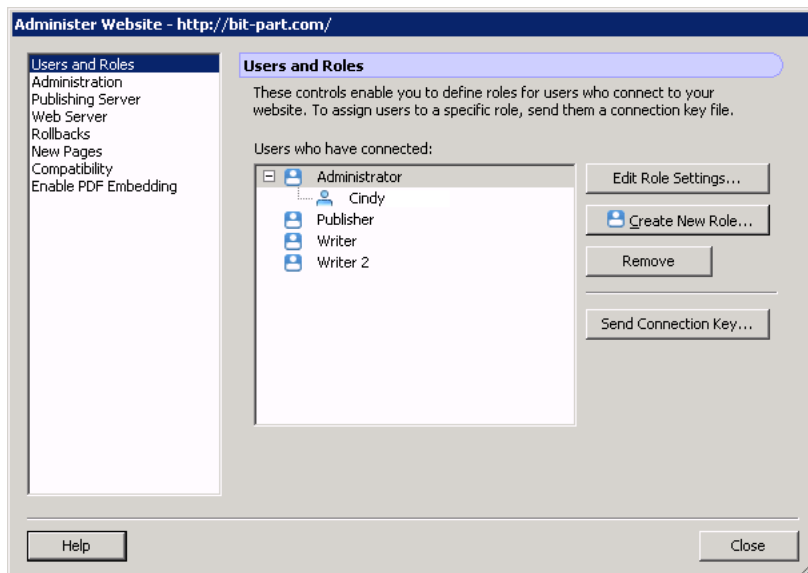 Administer Website - http://bit-part.com/
Users and Roles
Administration
Publishing Server
Web Server
Rollbacks
New Pages
Compatibility
Enable PDF Embedding
Users and Roles
These controls enable you to define roles for users who connect to your
website. To assign users to a specific role, send them a connection key file.
Users who have connected:
Administrator
Cindy
Publisher
Writer
Writer 2
Edit Role Settings...
Create New Role...
Remove
Send Connection Key...
Help
Close